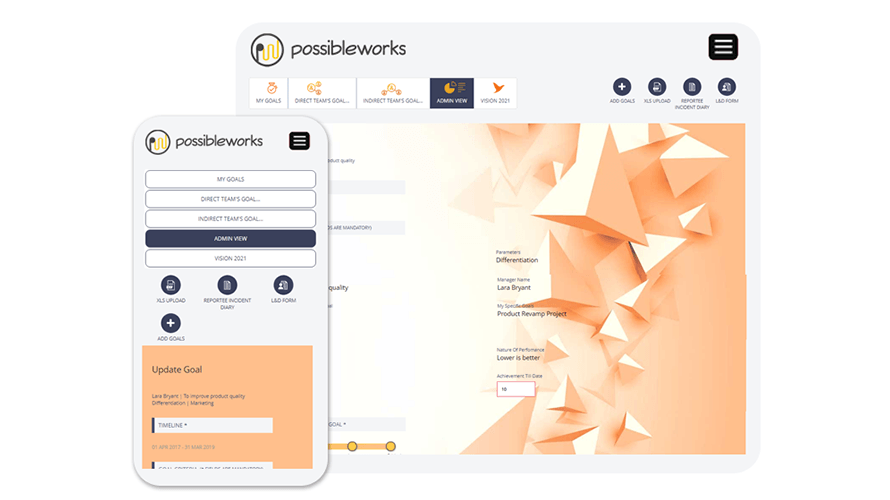 possibleworks
MY GOALS
DIRECT TEAM'S GOAL...
INDIRECT TEAM'S GOAL...
ADMIN VIEW
VISION 2021
ADD GOALS
XLS UPLOAD
REPORTEE
INCIDENT DIARY
L&D FORM
duct quality
DS ARE MANDATORY)
Parameters
Differentiation
Manager Name
Lara Bryant
quality
My Specific Goals
Product Revamp Project
Nature Of Perfomance
Lower is better
Achievement Till Date
10
GOAL *
possibleworks
MY GOALS
DIRECT TEAM'S GOAL...
INDIRECT TEAM'S GOAL...
ADMIN VIEW
VISION 2021
XLS UPLOAD
REPORTEE INCIDENT
DIARY
L&D FORM
ADD GOALS
Update Goal
Lara Bryant | To improve product quality
Differentiation | Marketing
TIMELINE *
01 APR 2017 - 31 MAR 2018